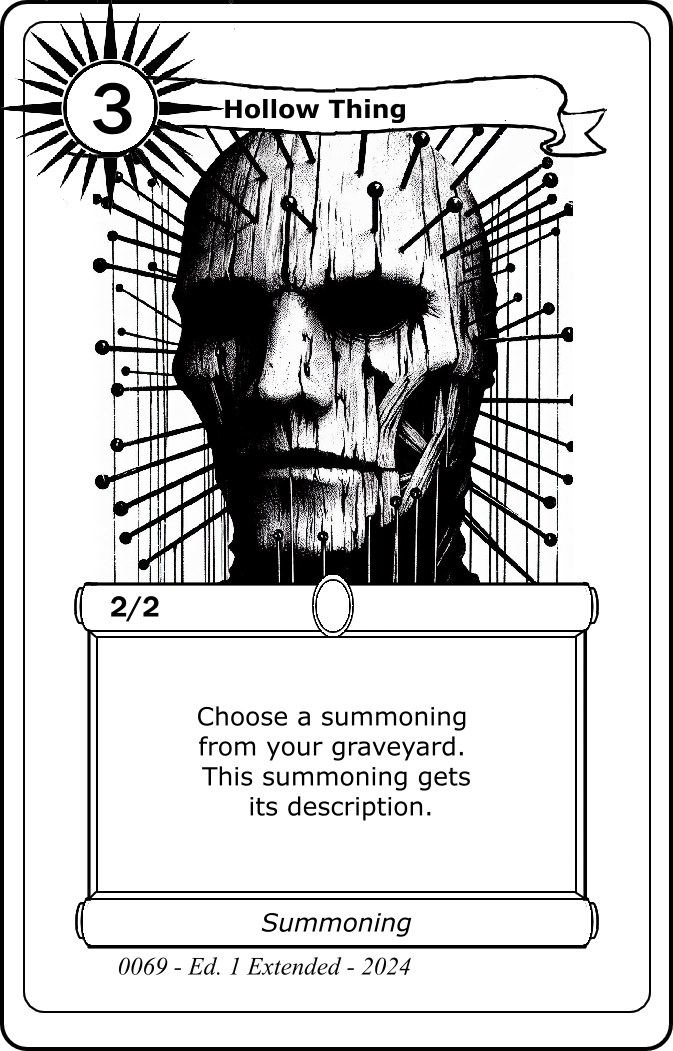 3
Hollow Thing
2/2
Choose a summoning
from your graveyard.
This summoning gets
its description.
Summoning
0069 - Ed. 1 Extended - 2024